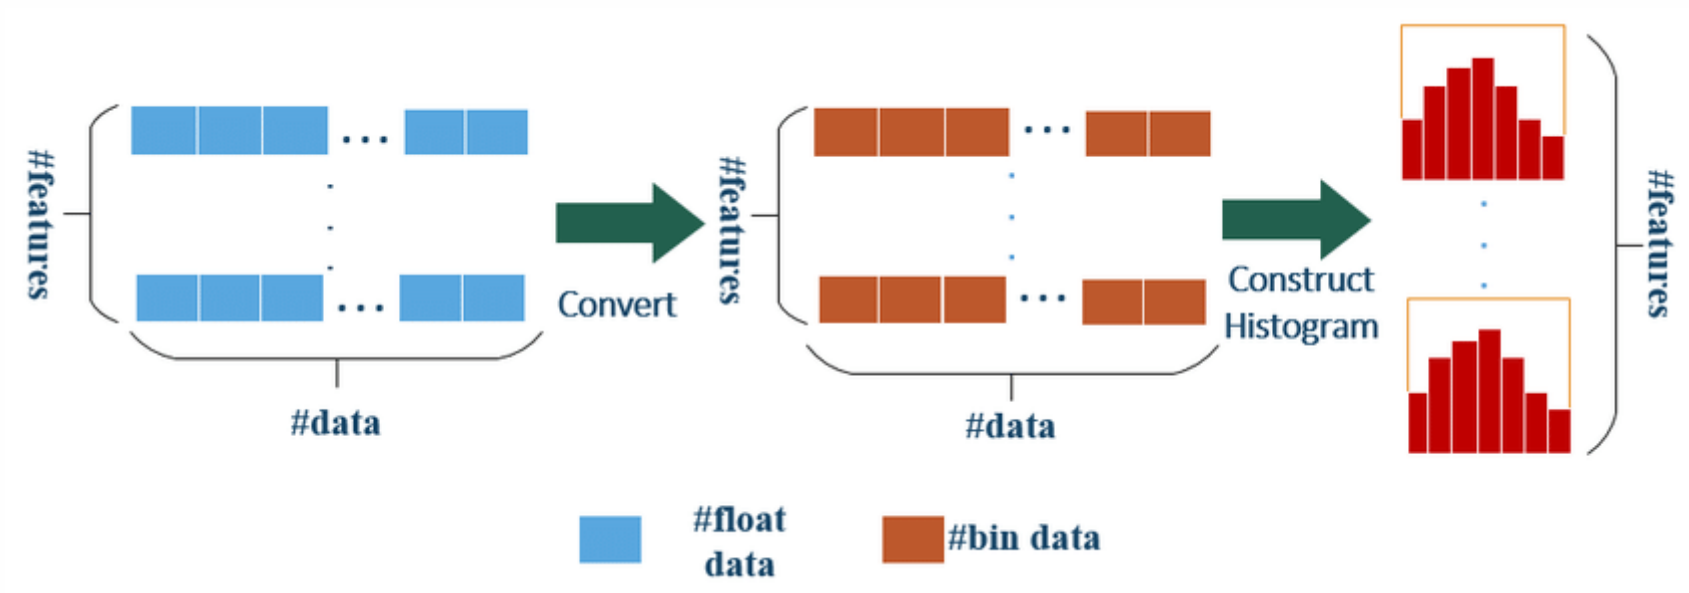 #features
#data
Convert
#features
#data
Construct
Histogram
#features
#float
data
#bin data